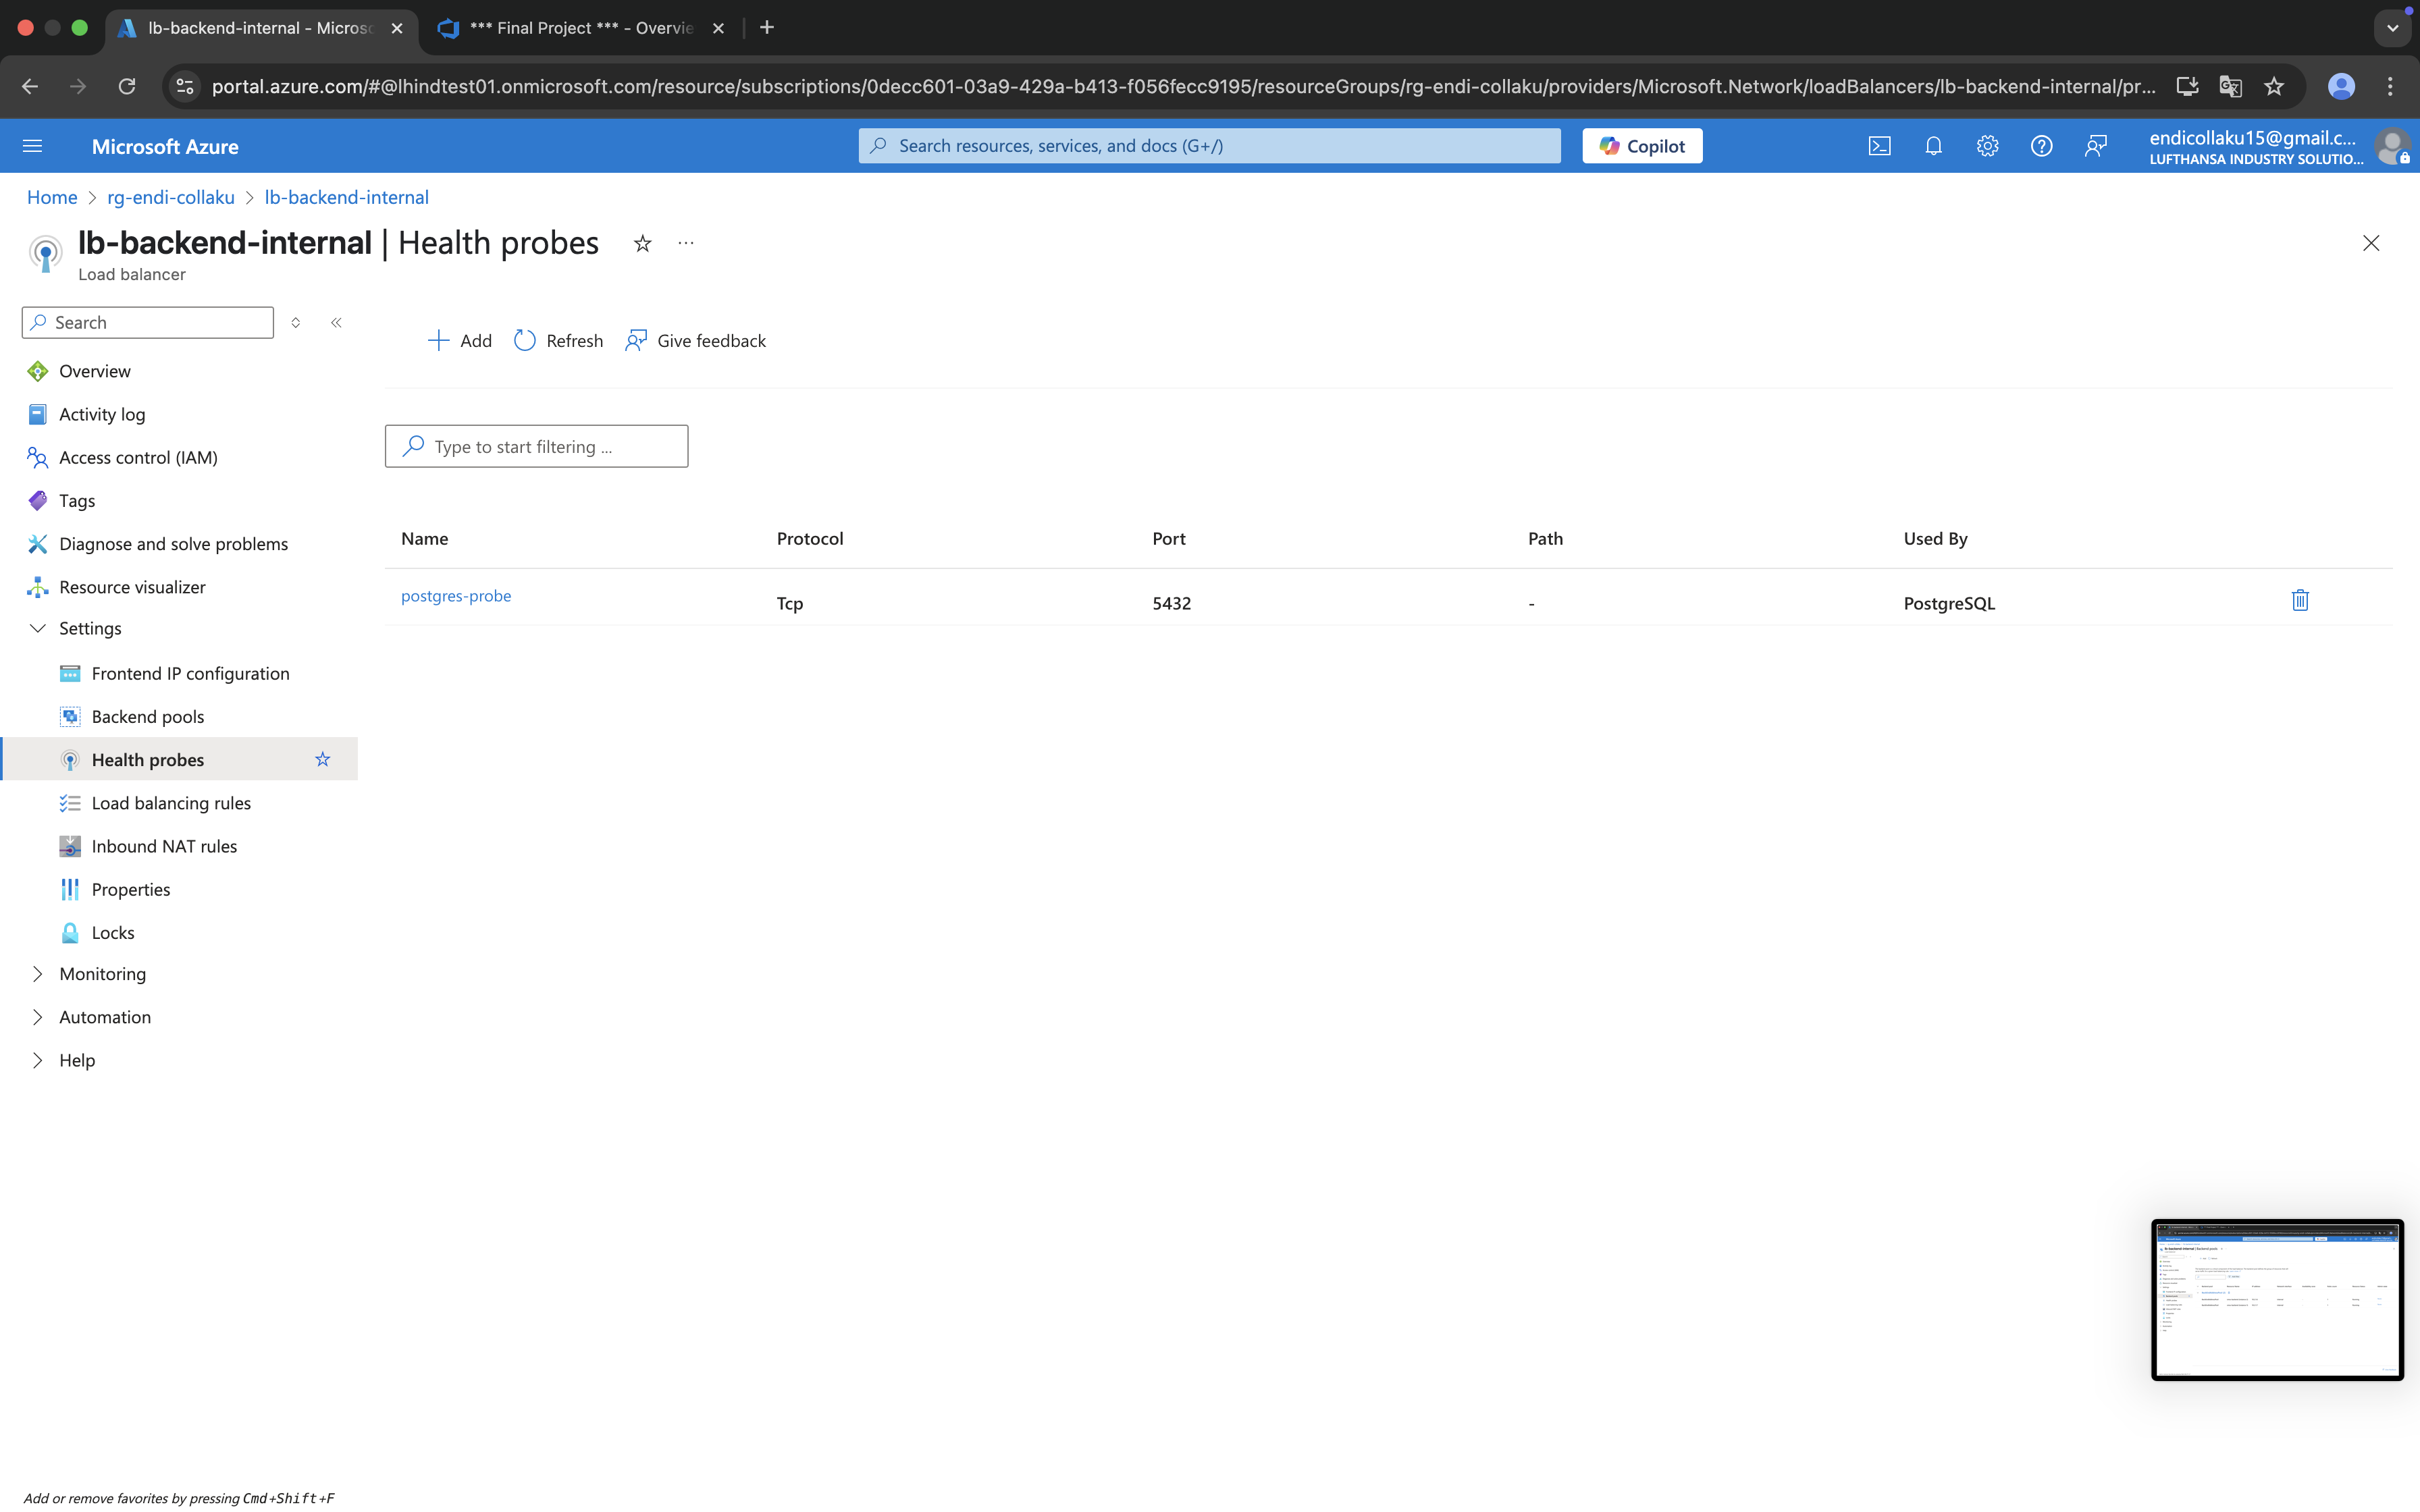 lb-backend-internal - Microso
*** Final Project *** - Overvie
portal.azure.com/#@lhindtest01.onmicrosoft.com/resource/subscriptions/0decc601-03a9-429a-b413-f056fecc9195/resourceGroups/rg-endi-collaku/providers/Microsoft.Network/loadBalancers/lb-backend-internal/pr...
Microsoft Azure
Search resources, services, and docs (G+/)
Copilot
endicollaku15@gmail.c...
LUFTHANSA INDUSTRY SOLUTIO...
Home > rg-endi-collaku > lb-backend-internal
lb-backend-internal | Health probes
Load balancer
Search
Add
Refresh
Give feedback
Overview
Activity log
Access control (IAM)
Tags
Diagnose and solve problems
Resource visualizer
Settings
Frontend IP configuration
Backend pools
Health probes
Load balancing rules
Inbound NAT rules
Properties
Locks
Monitoring
Automation
Help
Type to start filtering ...
Name Protocol Port Path Used By
postgres-probe Tcp 5432 - PostgreSQL
Add or remove favorites by pressing Cmd+Shift+F